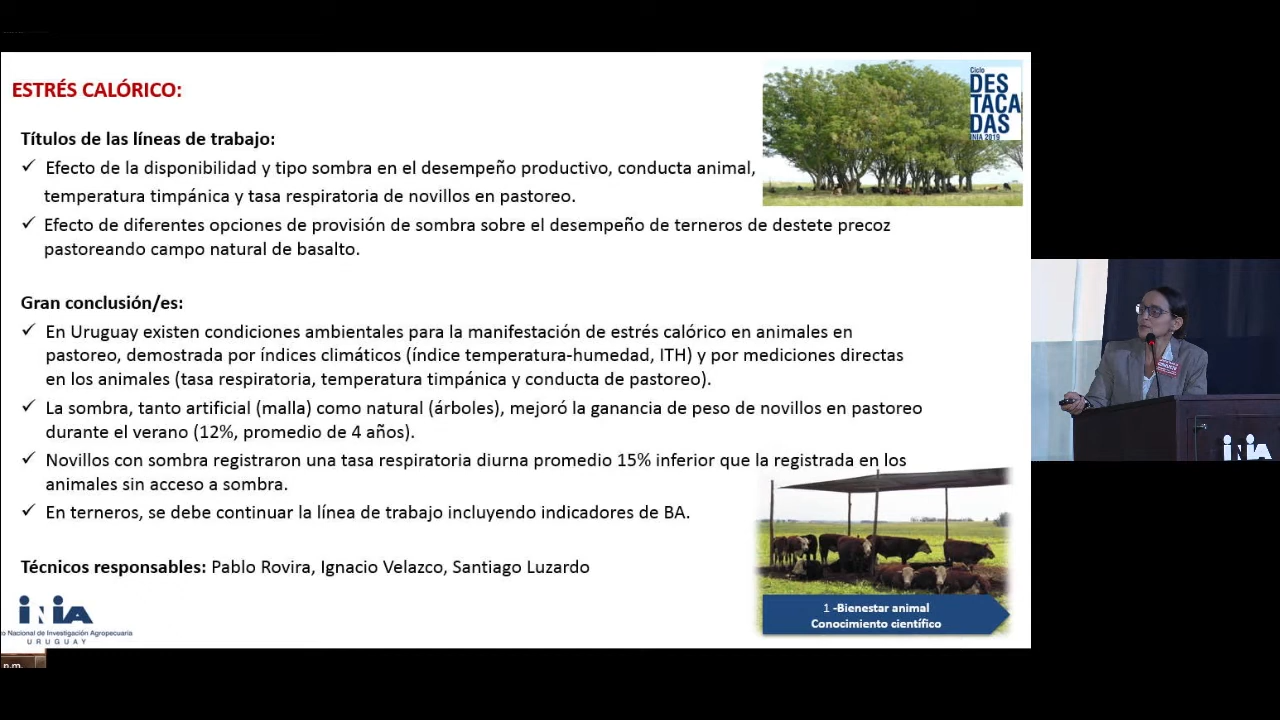 ESTRÉS CALÓRICO:
Ciclo
DES
TACA
DAS
INIA 2019
Títulos de las líneas de trabajo:
✓ Efecto de la disponibilidad y tipo sombra en el desempeño productivo, conducta animal,
temperatura timpánica y tasa respiratoria de novillos en pastoreo.
✓ Efecto de diferentes opciones de provisión de sombra sobre el desempeño de terneros de destete precoz
pastoreando campo natural de basalto.
Gran conclusión/es:
✓ En Uruguay existen condiciones ambientales para la manifestación de estrés calórico en animales en
pastoreo, demostrada por índices climáticos (índice temperatura-humedad, ITH) y por mediciones directas
en los animales (tasa respiratoria, temperatura timpánica y conducta de pastoreo).
✓ La sombra, tanto artificial (malla) como natural (árboles), mejoró la ganancia de peso de novillos en pastoreo
durante el verano (12%, promedio de 4 años).
✓ Novillos con sombra registraron una tasa respiratoria diurna promedio 15% inferior que la registrada en los
animales sin acceso a sombra.
✓ En terneros, se debe continuar la línea de trabajo incluyendo indicadores de BA.
Técnicos responsables: Pablo Rovira, Ignacio Velazco, Santiago Luzardo
1 -Bienestar animal
Conocimiento científico
inia
o Nacional de Investigación Agropecuaria
URUGUAY
p.m.
inia